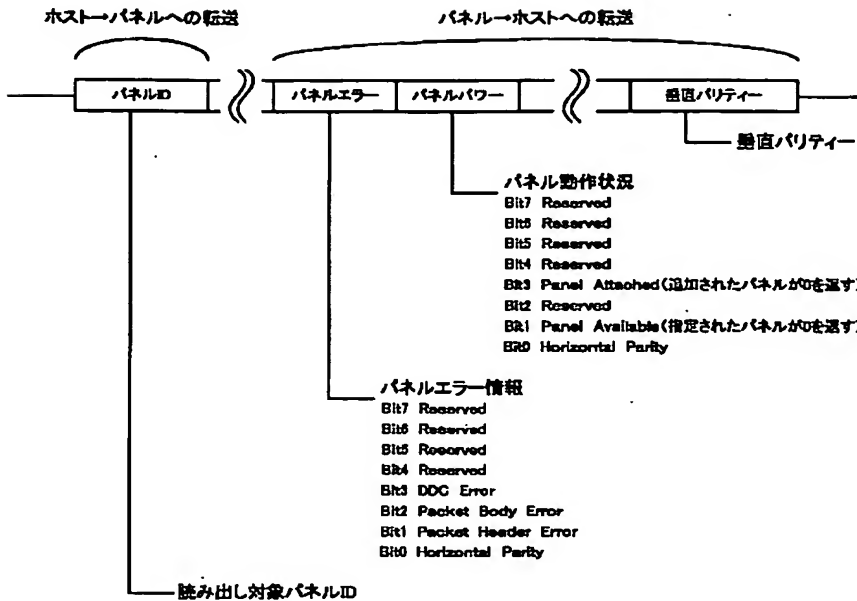 ホスト→パネルへの転送
パネル→ホストへの転送
パネルID
パネルエラー
パネルパワー
垂直パリティー
垂直パリティー
パネル動作状況
Bit7 Reserved
Bit6 Reserved
Bit5 Reserved
Bit4 Reserved
Bit3 Panel Attached(追加されたパネルが0を返す)
Bit2 Reserved
Bit1 Panel Available(指定されたパネルが0を返す)
Bit0 Horizontal Parity
パネルエラー情報
Bit7 Reserved
Bit6 Reserved
Bit5 Reserved
Bit4 Reserved
Bit3 DDC Error
Bit2 Packet Body Error
Bit1 Packet Header Error
Bit0 Horizontal Parity
読み出し対象パネルID